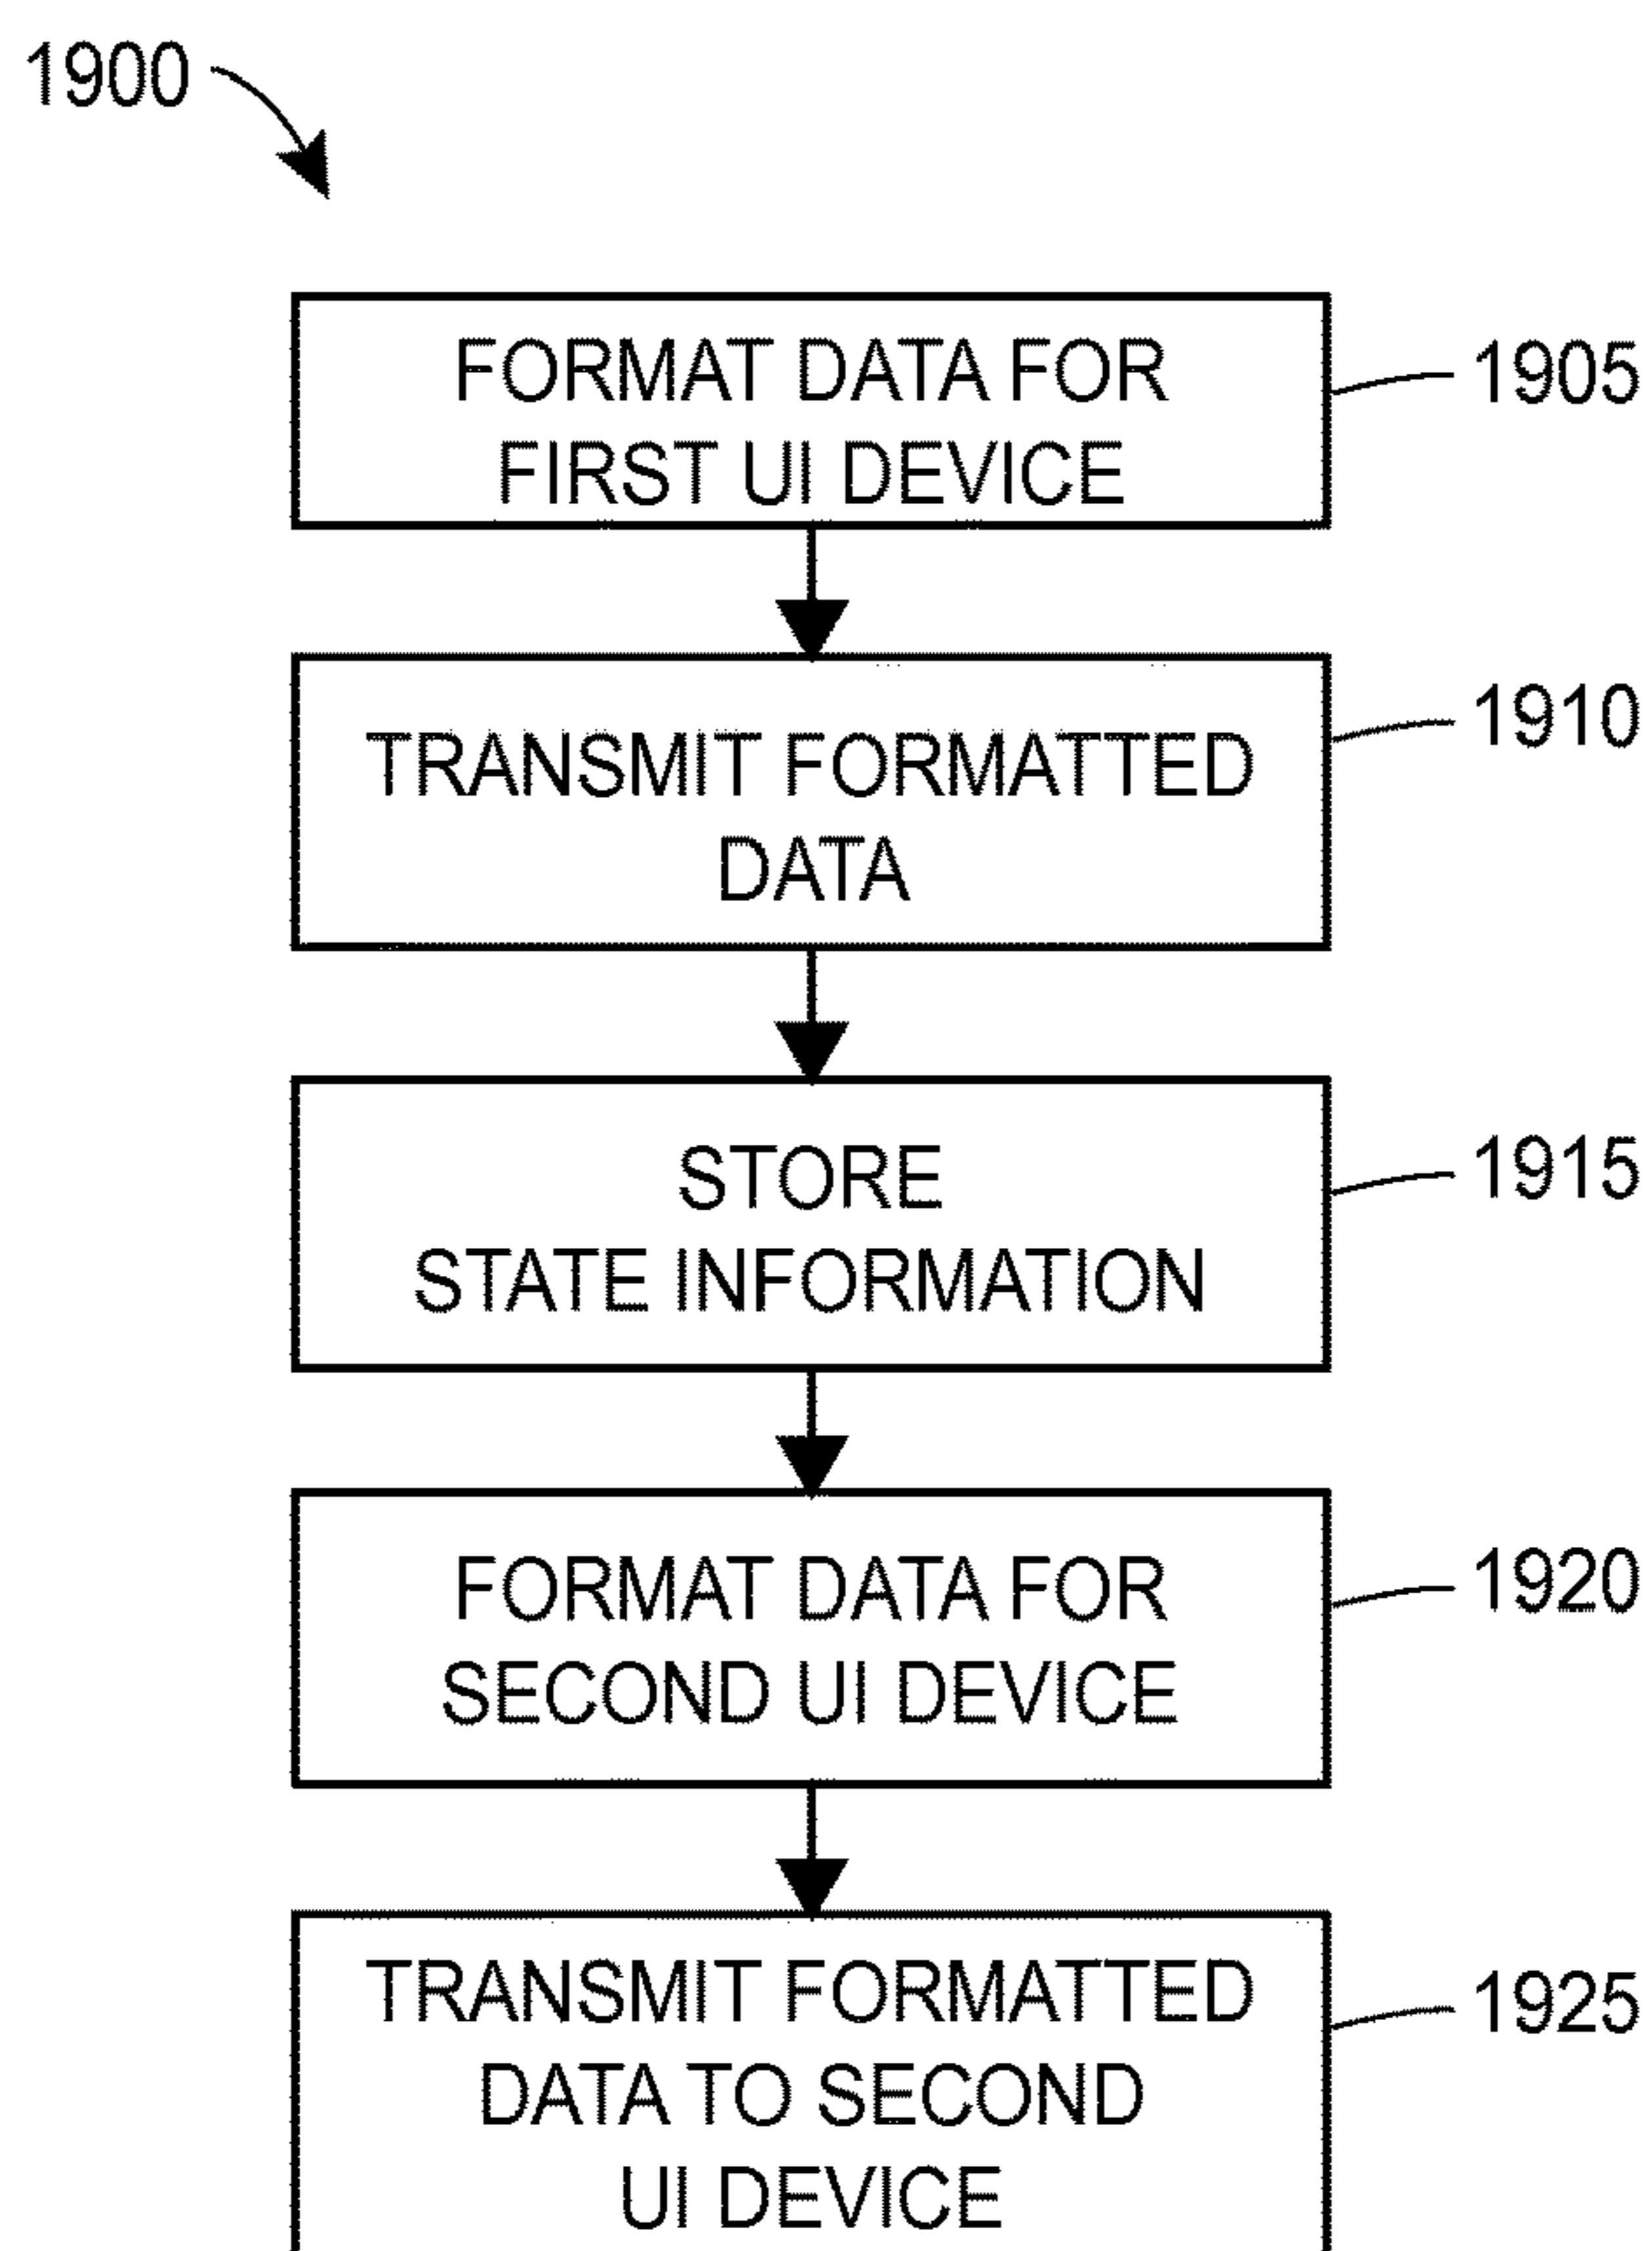 1900
FORMAT DATA FOR
FIRST UI DEVICE
1905
TRANSMIT FORMATTED
DATA
1910
STORE
STATE INFORMATION
1915
FORMAT DATA FOR
SECOND UI DEVICE
1920
TRANSMIT FORMATTED
DATA TO SECOND
UI DEVICE
1925